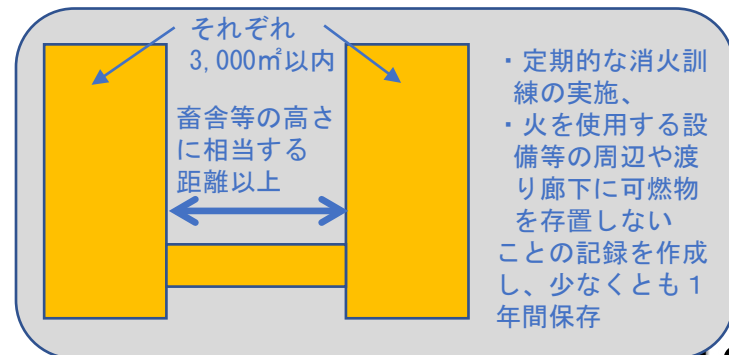 それぞれ
3,000㎡以内
畜舎等の高さ
に相当する
距離以上
・定期的な消火訓
練の実施、
・火を使用する設
備等の周辺や渡
り廊下に可燃物
を存置しない
ことの記録を作成
し、少なくとも１
年間保存